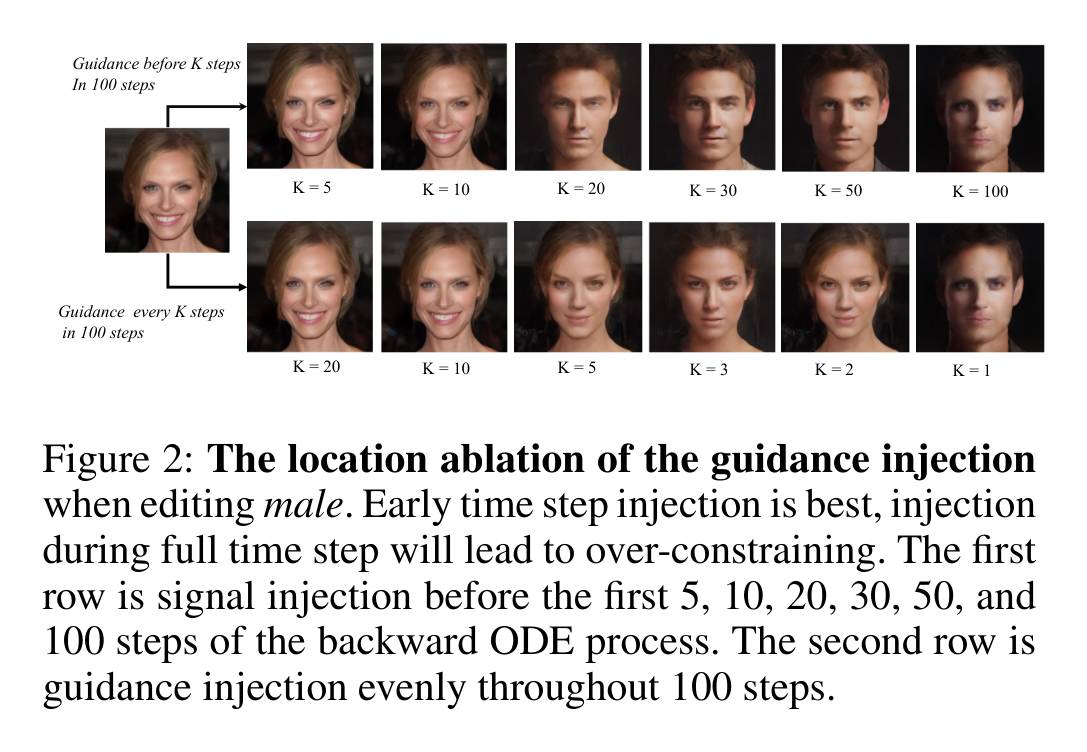 Guidance before K steps
In 100 steps
K = 5
K = 10
K = 20
K = 30
K = 50
K = 100
Guidance every K steps
in 100 steps
K = 20
K = 10
K = 5
K = 3
K = 2
K = 1
Figure 2: The location ablation of the guidance injection
when editing male. Early time step injection is best, injection
during full time step will lead to over-constraining. The first
row is signal injection before the first 5, 10, 20, 30, 50, and
100 steps of the backward ODE process. The second row is
guidance injection evenly throughout 100 steps.